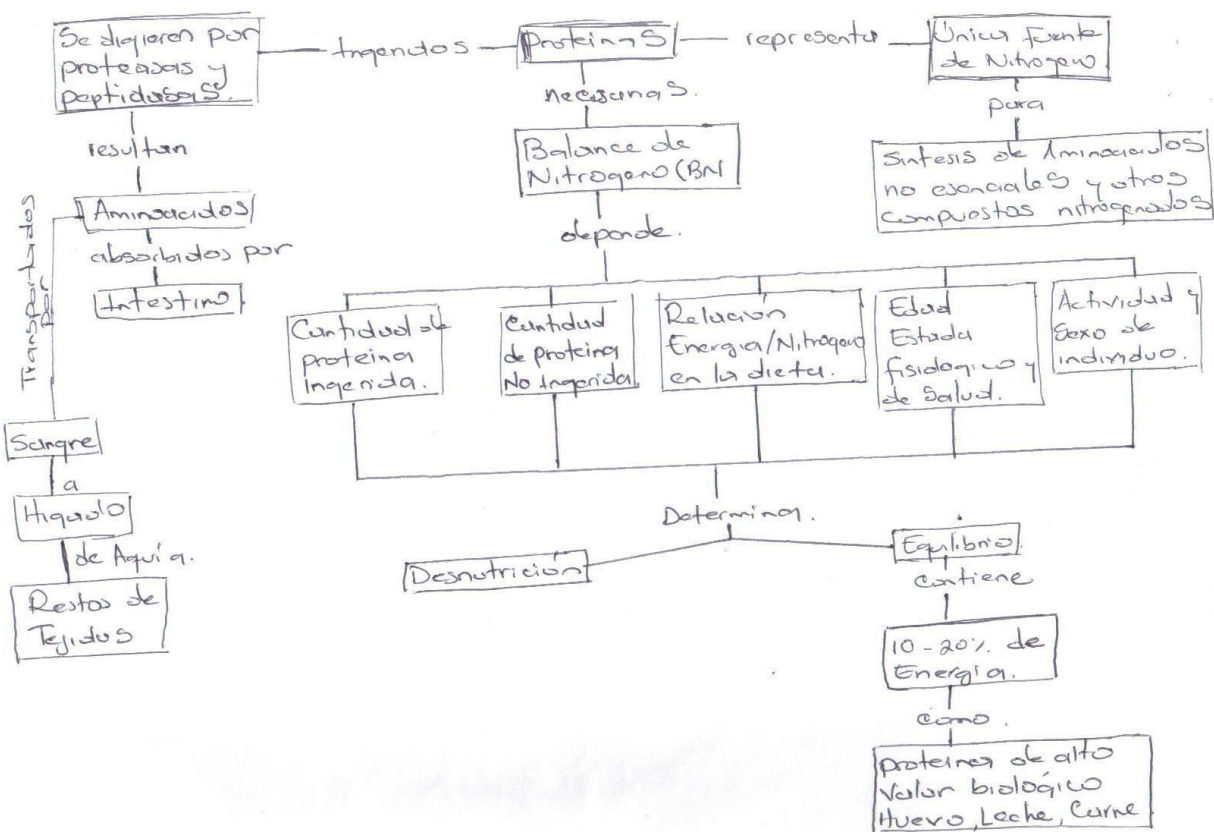 Se digieren por
proteasas y
peptidasas.
Ingeridos
Proteinas
representa
Única fuente
de Nitrogeno.
resultan
necesarias.
para
Balance de
Nitrogeno (BN
Sintesis de Aminoacidos
no esenciales y otros
compuestos nitrogenados
Aminoacidos
absorbidos por
Intestino
Transportados
por
depende.
Cantidad de
proteina
Ingerida.
Cantidad
de proteina
No Ingerida
Relación
Energia/Nitrogeno
en la dieta.
Edad
Estado
fisiologico y
de Salud.
Actividad y
Sexo de
individuo.
Sangre
a
Higado
de Aquí a.
Restos de
Tejidos
Determina.
Desnutrición
Equilibrio.
Contiene
10-20% de
Energía.
como.
proteinas de alto
Valor biológico
Huevo, Leche, Carne